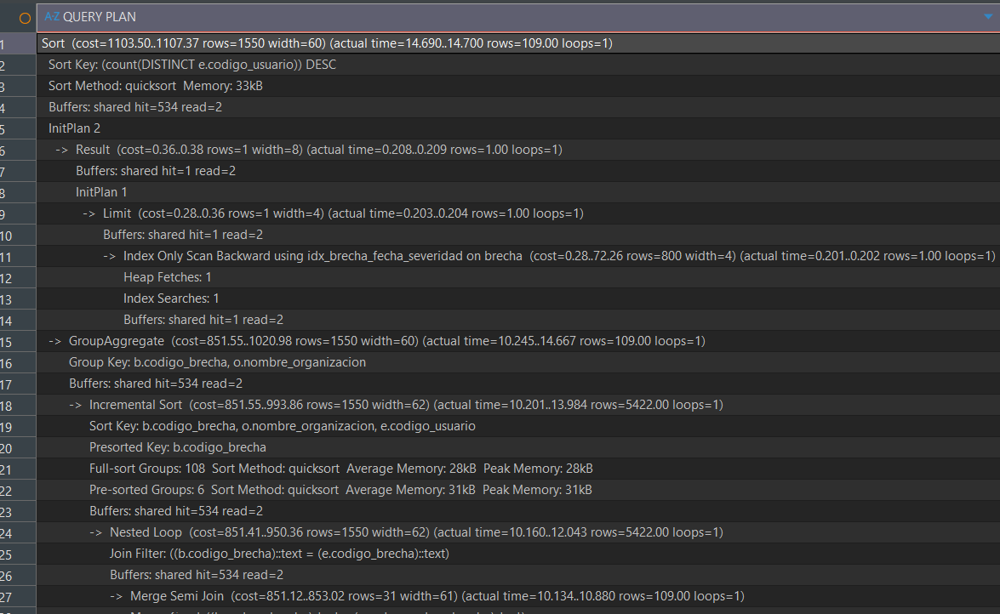 A-Z QUERY PLAN
1 Sort (cost=1103.50..1107.37 rows=1550 width=60) (actual time=14.690..14.700 rows=109.00 loops=1)
2 Sort Key: (count(DISTINCT e.codigo_usuario)) DESC
3 Sort Method: quicksort Memory: 33kB
4 Buffers: shared hit=534 read=2
5 InitPlan 2
6 -> Result (cost=0.36..0.38 rows=1 width=8) (actual time=0.208..0.209 rows=1.00 loops=1)
7 Buffers: shared hit=1 read=2
8 InitPlan 1
9 -> Limit (cost=0.28..0.36 rows=1 width=4) (actual time=0.203..0.204 rows=1.00 loops=1)
10 Buffers: shared hit=1 read=2
11 -> Index Only Scan Backward using idx_brecha_fecha_severidad on brecha (cost=0.28..72.26 rows=800 width=4) (actual time=0.201..0.202 rows=1.00 loops=1)
12 Heap Fetches: 1
13 Index Searches: 1
14 Buffers: shared hit=1 read=2
15 -> GroupAggregate (cost=851.55..1020.98 rows=1550 width=60) (actual time=10.245..14.667 rows=109.00 loops=1)
16 Group Key: b.codigo_brecha, o.nombre_organizacion
17 Buffers: shared hit=534 read=2
18 -> Incremental Sort (cost=851.55..993.86 rows=1550 width=62) (actual time=10.201..13.984 rows=5422.00 loops=1)
19 Sort Key: b.codigo_brecha, o.nombre_organizacion, e.codigo_usuario
20 Presorted Key: b.codigo_brecha
21 Full-sort Groups: 108 Sort Method: quicksort Average Memory: 28kB Peak Memory: 28kB
22 Pre-sorted Groups: 6 Sort Method: quicksort Average Memory: 31kB Peak Memory: 31kB
23 Buffers: shared hit=534 read=2
24 -> Nested Loop (cost=851.41..950.36 rows=1550 width=62) (actual time=10.160..12.043 rows=5422.00 loops=1)
25 Join Filter: ((b.codigo_brecha)::text = (e.codigo_brecha)::text)
26 Buffers: shared hit=534 read=2
27 -> Merge Semi Join (cost=851.12..853.02 rows=31 width=61) (actual time=10.134..10.880 rows=109.00 loops=1)